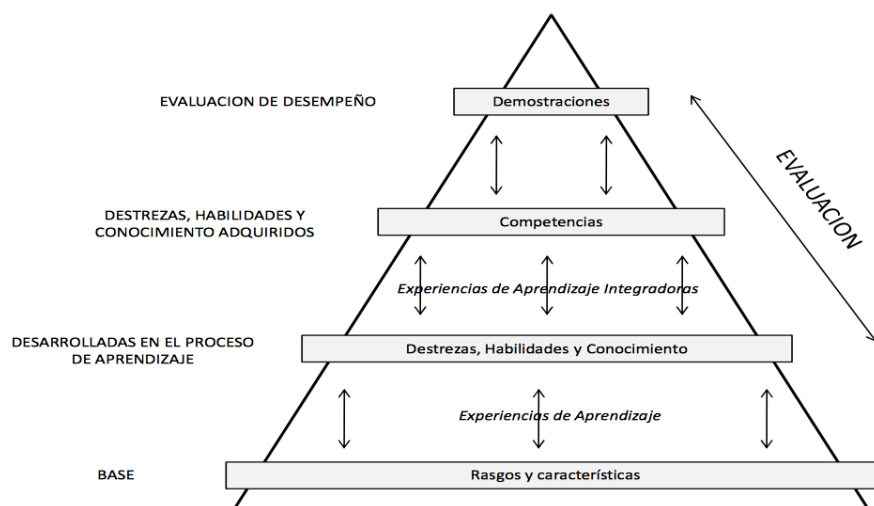 EVALUACION DE DESEMPEÑO
Demostraciones
EVALUACION
DESTREZAS, HABILIDADES Y
CONOCIMIENTO ADQUIRIDOS
Competencias
Experiencias de Aprendizaje Integradoras
DESARROLLADAS EN EL PROCESO
DE APRENDIZAJE
Destrezas, Habilidades y Conocimiento
Experiencias de Aprendizaje
BASE
Rasgos y características